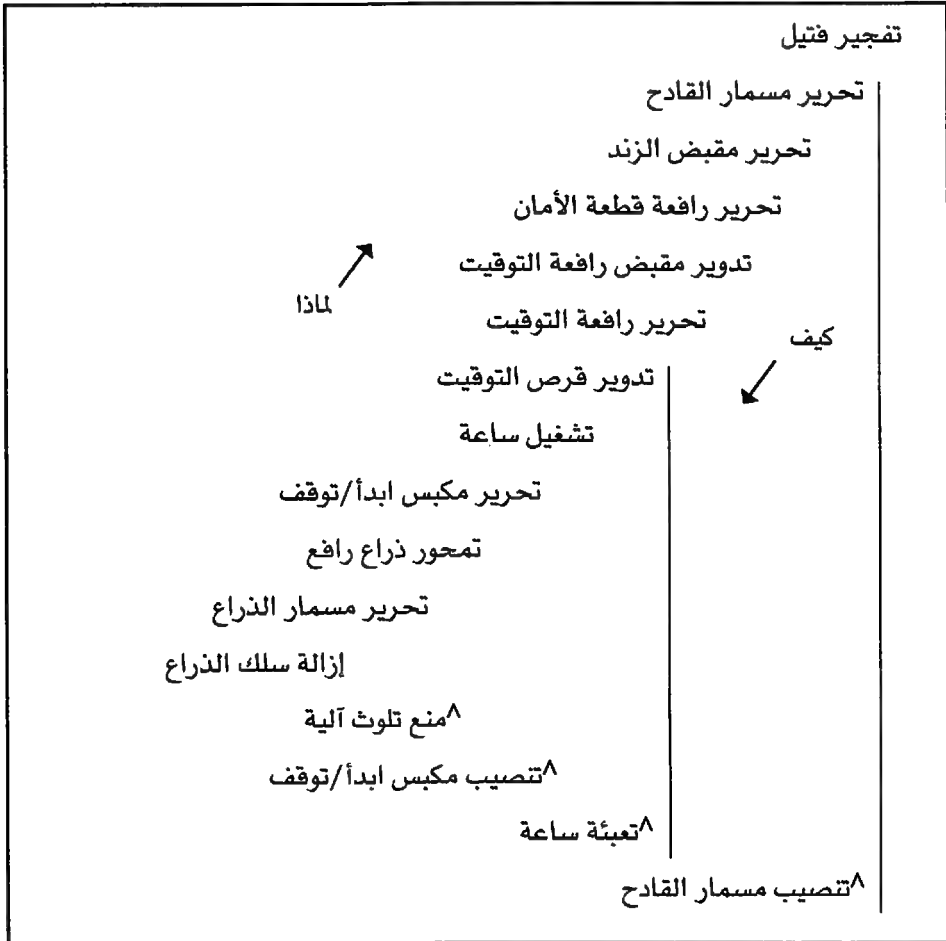 تفجير فتيل
تحرير مسمار القادح
تحرير مقبض الزند
تحرير رافعة قطعة الأمان
تدوير مقبض رافعة التوقيت
لماذا
تحرير رافعة التوقيت
كيف
تدوير قرص التوقيت
تشغيل ساعة
تحرير مكبس ابدأ/توقف
تمحور ذراع رافع
تحرير مسمار الذراع
إزالة سلك الذراع
^منع تلوث آلية
^تنصيب مكبس ابدأ/توقف
^تعبئة ساعة
^تنصيب مسمار القادح